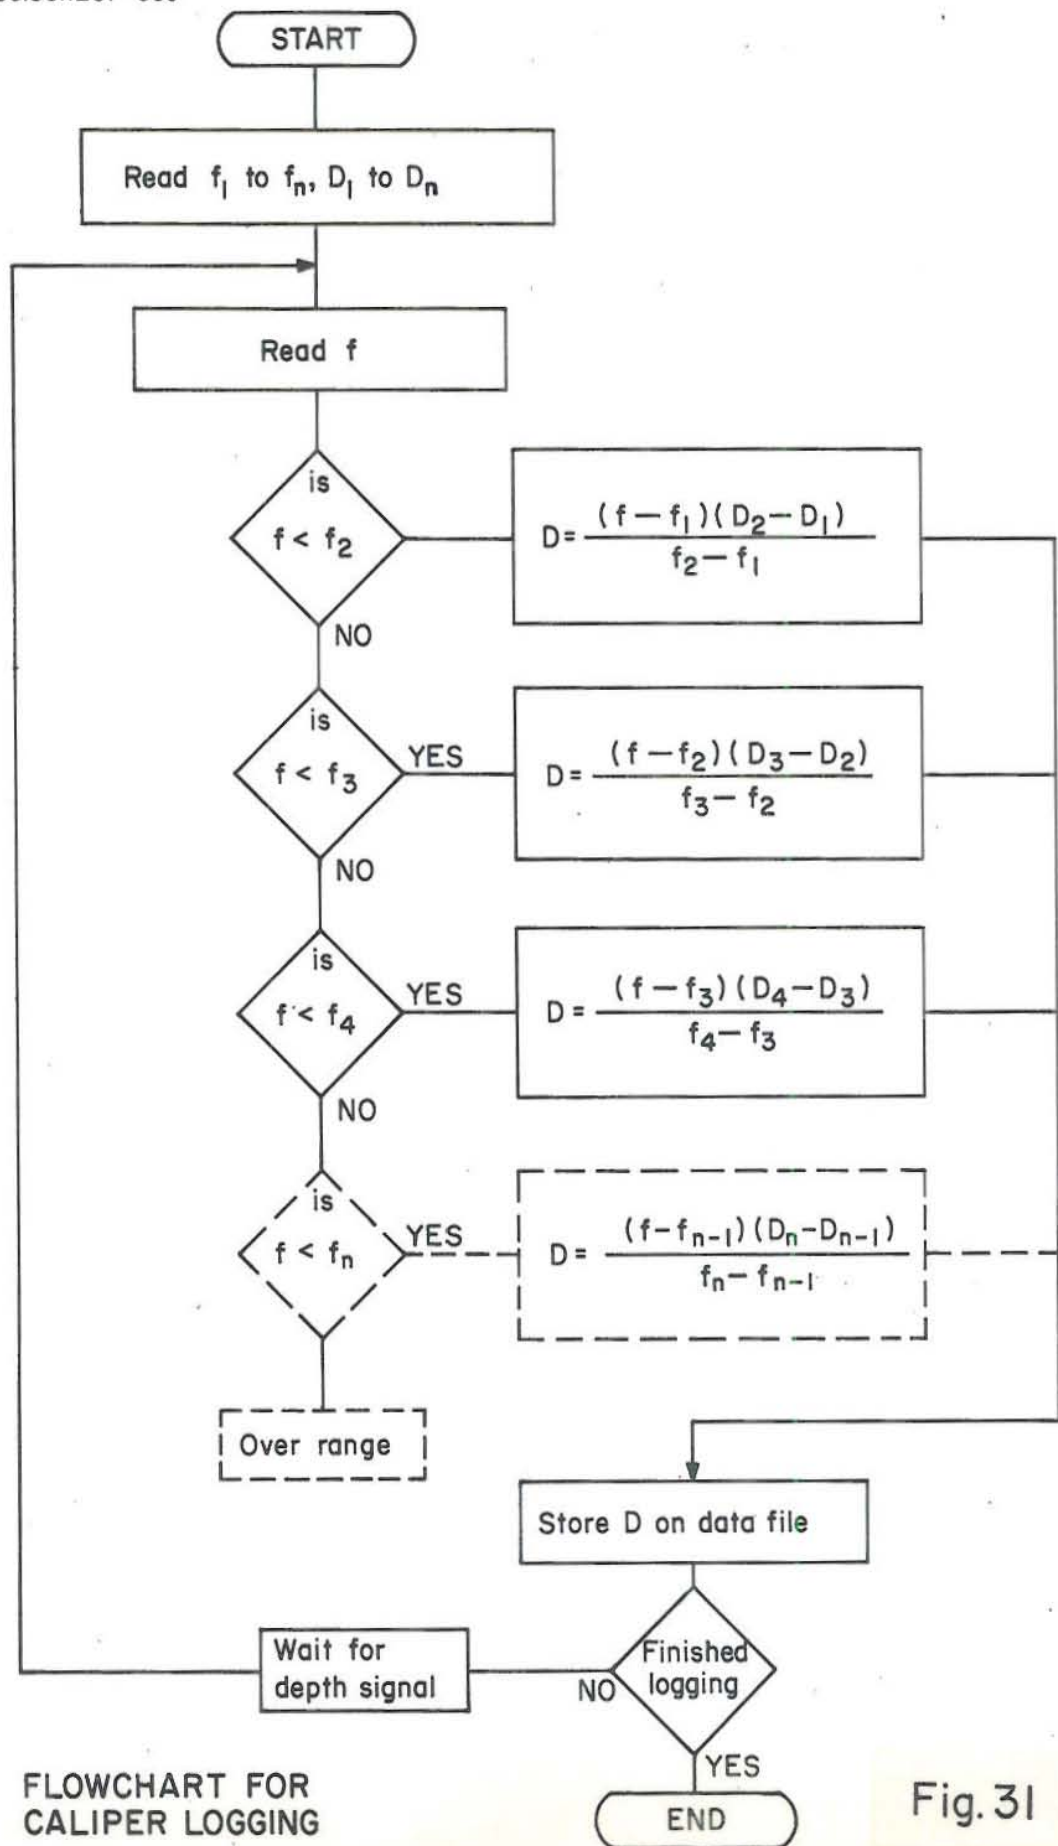 START
Read f₁ to fₙ, D₁ to Dₙ
Read f
is
f < f₂
D = (f − f₁)(D₂ − D₁) / f₂ − f₁
NO
is
f < f₃
YES
D = (f − f₂)(D₃ − D₂) / f₃ − f₂
NO
is
f < f₄
YES
D = (f − f₃)(D₄ − D₃) / f₄ − f₃
NO
is
f < fₙ
YES
D = (f − fₙ₋₁)(Dₙ − Dₙ₋₁) / fₙ − fₙ₋₁
Over range
Store D on data file
Wait for
depth signal
NO
Finished
logging
YES
END
FLOWCHART FOR
CALIPER LOGGING
Fig. 31